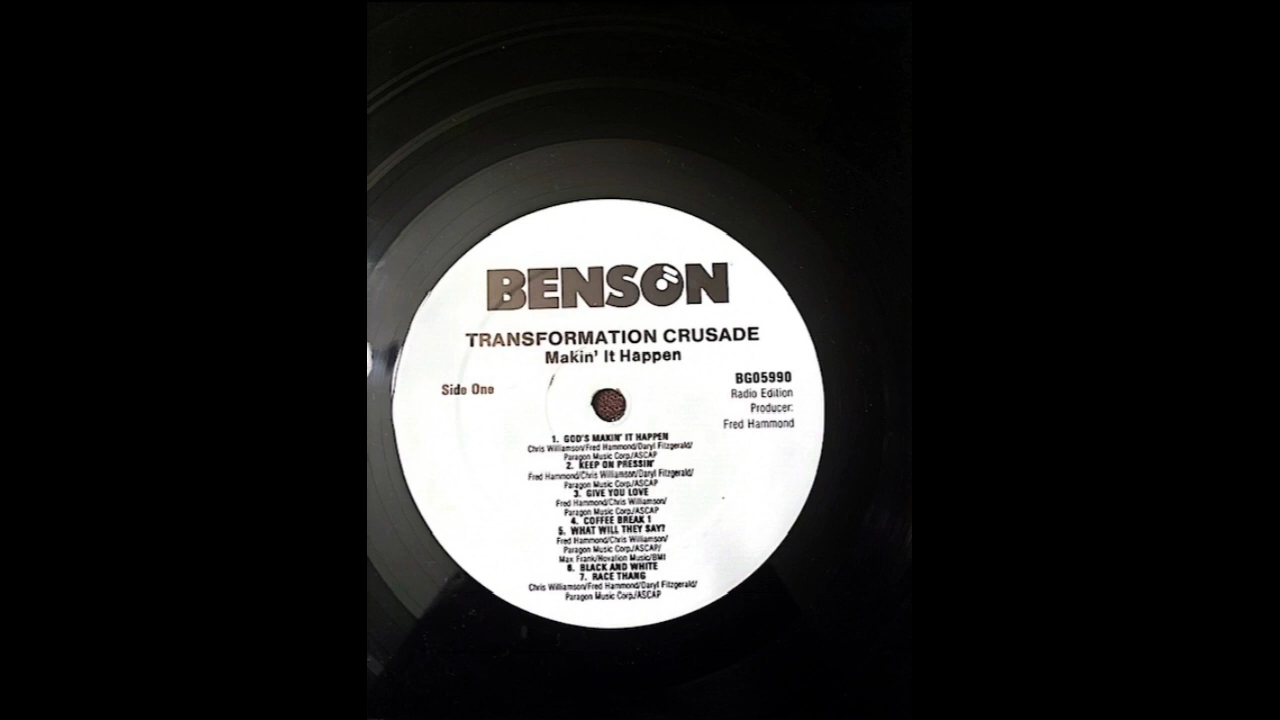 BENSON
TRANSFORMATION CRUSADE
Makin' It Happen
Side One
BG05990
Radio Edition
Producer:
Fred Hammond
1. GOD'S MAKIN' IT HAPPEN
Chris Williamson/Fred Hammond/Daryl Fitzgerald/
Paragon Music Corp./ASCAP
2. KEEP ON PRESSIN'
Fred Hammond/Chris Williamson/Daryl Fitzgerald/
Paragon Music Corp./ASCAP
3. GIVE YOU LOVE
Fred Hammond/Chris Williamson/
Paragon Music Corp./ASCAP
4. COFFEE BREAK 1
5. WHAT WILL THEY SAY?
Fred Hammond/Chris Williamson/
Paragon Music Corp./ASCAP/
Max Frank/Novation Music/BMI
6. BLACK AND WHITE
7. RACE THANG
Chris Williamson/Fred Hammond/Daryl Fitzgerald/
Paragon Music Corp./ASCAP